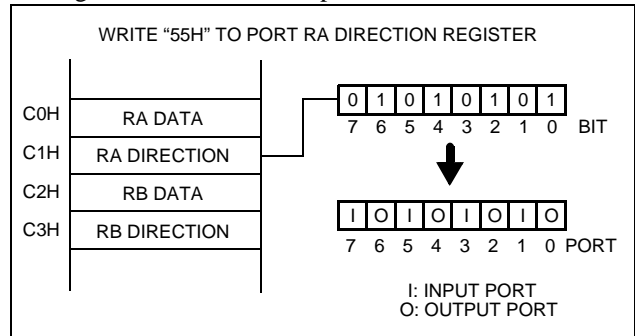 WRITE “55H” TO PORT RA DIRECTION REGISTER
0 1 0 1 0 1 0 1
7 6 5 4 3 2 1 0 BIT
C0H RA DATA
C1H RA DIRECTION
C2H RB DATA
C3H RB DIRECTION
I O I O I O I O
7 6 5 4 3 2 1 0 PORT
I: INPUT PORT
O: OUTPUT PORT